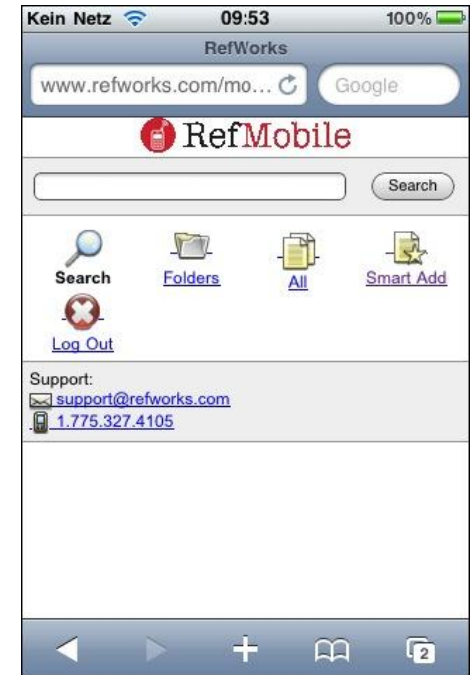 Kein Netz 09:53 100%
RefWorks
www.refworks.com/mo... Google
RefMobile
Search
Search Folders All Smart Add
Log Out
Support:
support@refworks.com
1.775.327.4105
2